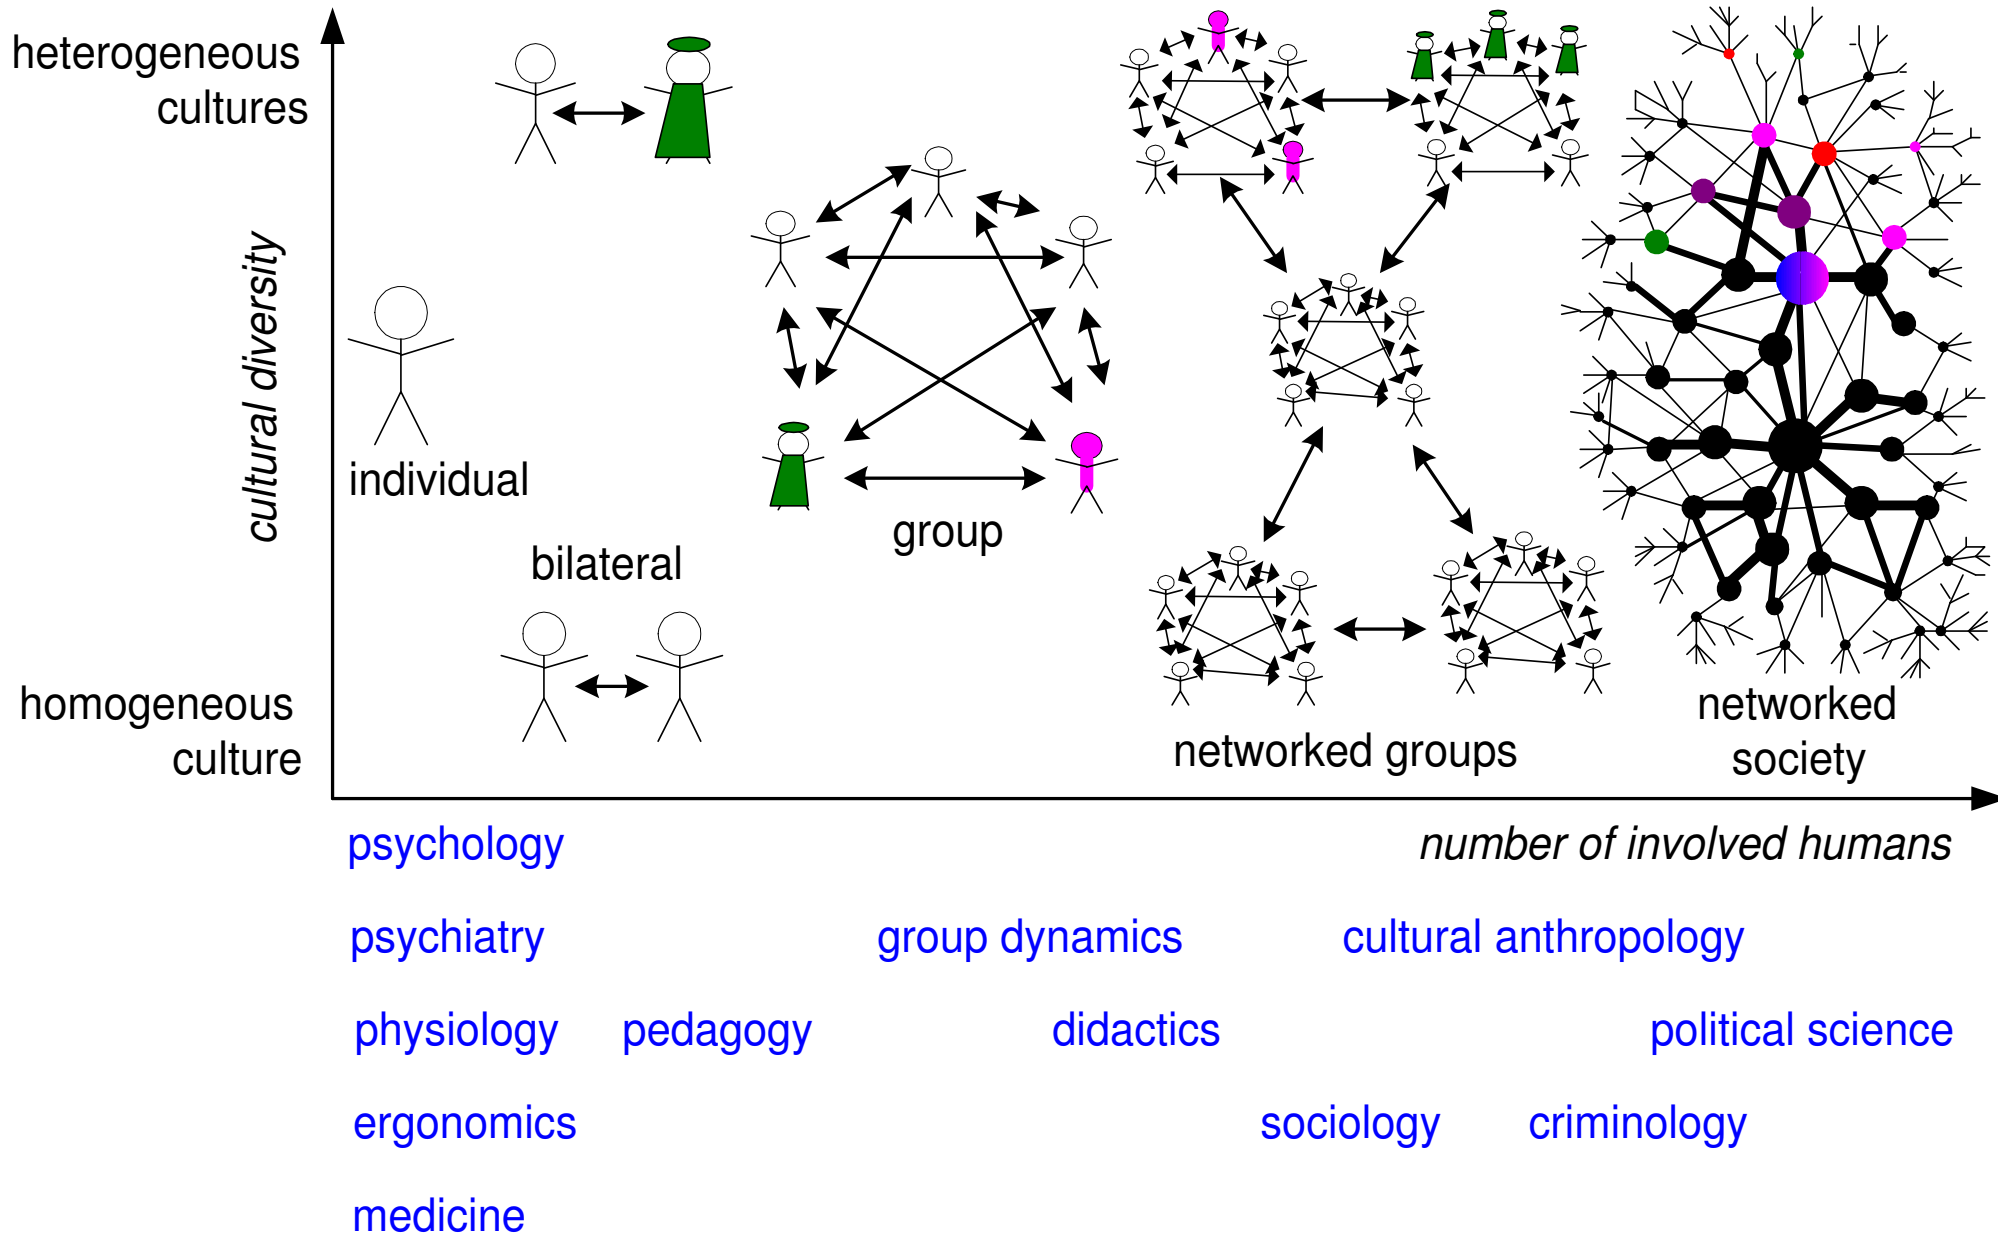 heterogeneous
cultures
cultural diversity
individual
group
bilateral
homogeneous
culture
networked groups
networked
society
psychology
number of involved humans
psychiatry
group dynamics
cultural anthropology
physiology
pedagogy
didactics
political science
ergonomics
sociology
criminology
medicine